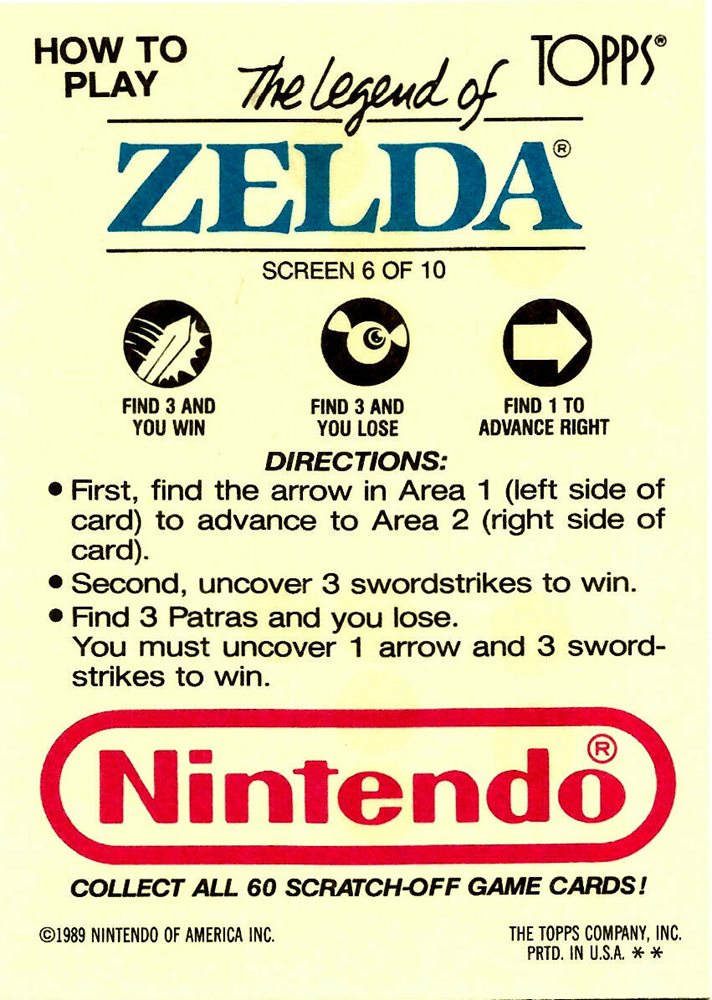 HOW TO
PLAY
The Legend of
TOPPS®
ZELDA®
SCREEN 6 OF 10
FIND 3 AND
YOU WIN
FIND 3 AND
YOU LOSE
FIND 1 TO
ADVANCE RIGHT
DIRECTIONS:
• First, find the arrow in Area 1 (left side of
card) to advance to Area 2 (right side of
card).
• Second, uncover 3 swordstrikes to win.
• Find 3 Patras and you lose.
You must uncover 1 arrow and 3 sword-
strikes to win.
Nintendo®
COLLECT ALL 60 SCRATCH-OFF GAME CARDS!
©1989 NINTENDO OF AMERICA INC.
THE TOPPS COMPANY, INC.
PRTD. IN U.S.A. * *